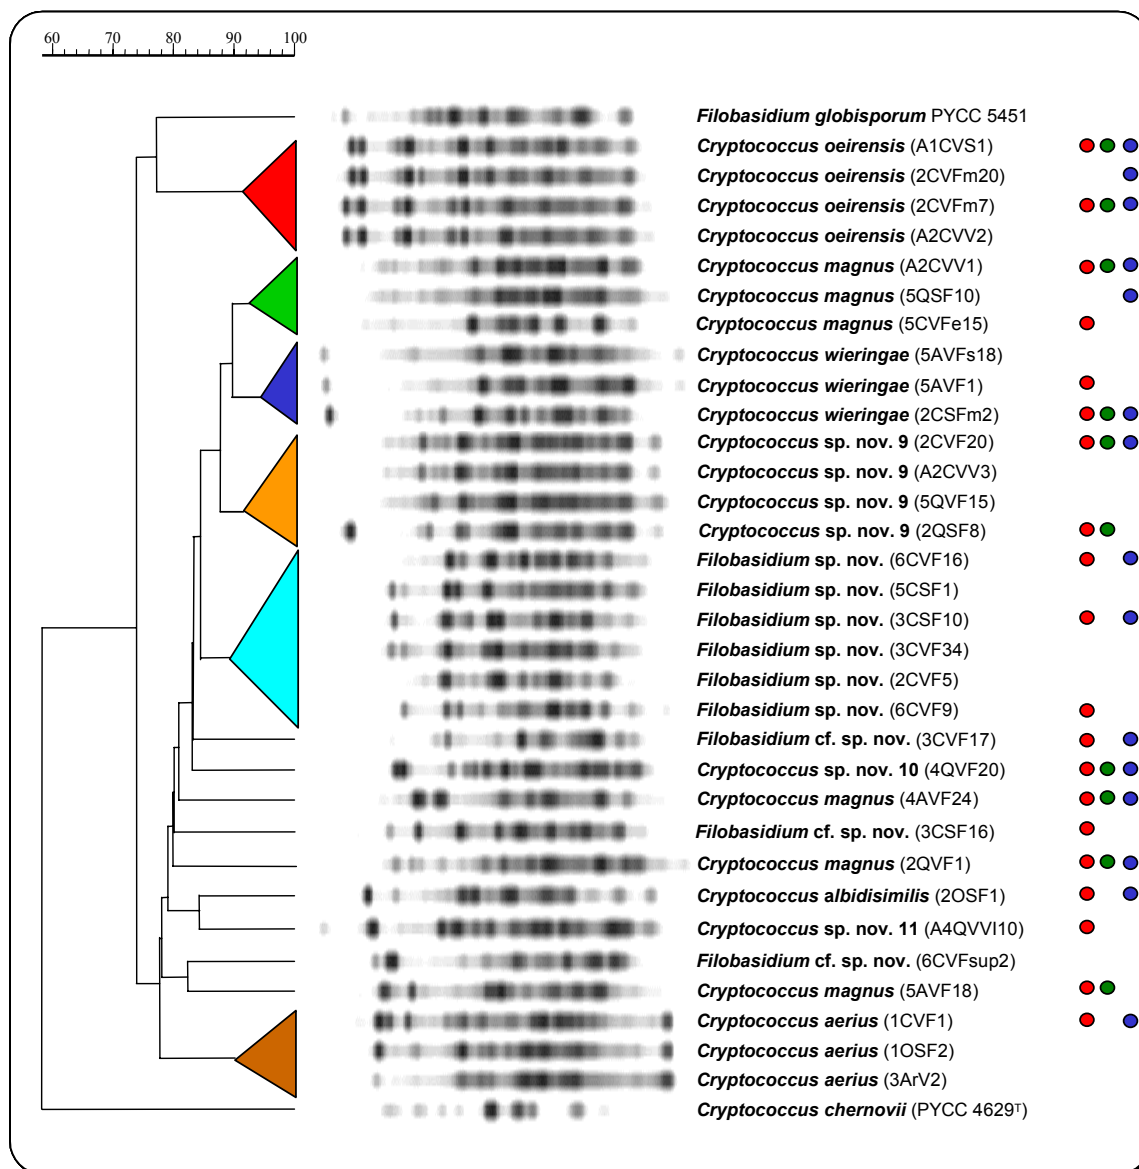 60 70 80 90 100
Filobasidium globisporum PYCC 5451
Cryptococcus oeirensis (A1CVS1)
Cryptococcus oeirensis (2CVFm20)
Cryptococcus oeirensis (2CVFm7)
Cryptococcus oeirensis (A2CVV2)
Cryptococcus magnus (A2CVV1)
Cryptococcus magnus (5QSF10)
Cryptococcus magnus (5CVFe15)
Cryptococcus wieringae (5AVFs18)
Cryptococcus wieringae (5AVF1)
Cryptococcus wieringae (2CSFm2)
Cryptococcus sp. nov. 9 (2CVF20)
Cryptococcus sp. nov. 9 (A2CVV3)
Cryptococcus sp. nov. 9 (5QVF15)
Cryptococcus sp. nov. 9 (2QSF8)
Filobasidium sp. nov. (6CVF16)
Filobasidium sp. nov. (5CSF1)
Filobasidium sp. nov. (3CSF10)
Filobasidium sp. nov. (3CVF34)
Filobasidium sp. nov. (2CVF5)
Filobasidium sp. nov. (6CVF9)
Filobasidium cf. sp. nov. (3CVF17)
Cryptococcus sp. nov. 10 (4QVF20)
Cryptococcus magnus (4AVF24)
Filobasidium cf. sp. nov. (3CSF16)
Cryptococcus magnus (2QVF1)
Cryptococcus albidisimilis (2OSF1)
Cryptococcus sp. nov. 11 (A4QVVI10)
Filobasidium cf. sp. nov. (6CVFsup2)
Cryptococcus magnus (5AVF18)
Cryptococcus aerius (1CVF1)
Cryptococcus aerius (1OSF2)
Cryptococcus aerius (3ArV2)
Cryptococcus chernovii (PYCC 4629ᵀ)